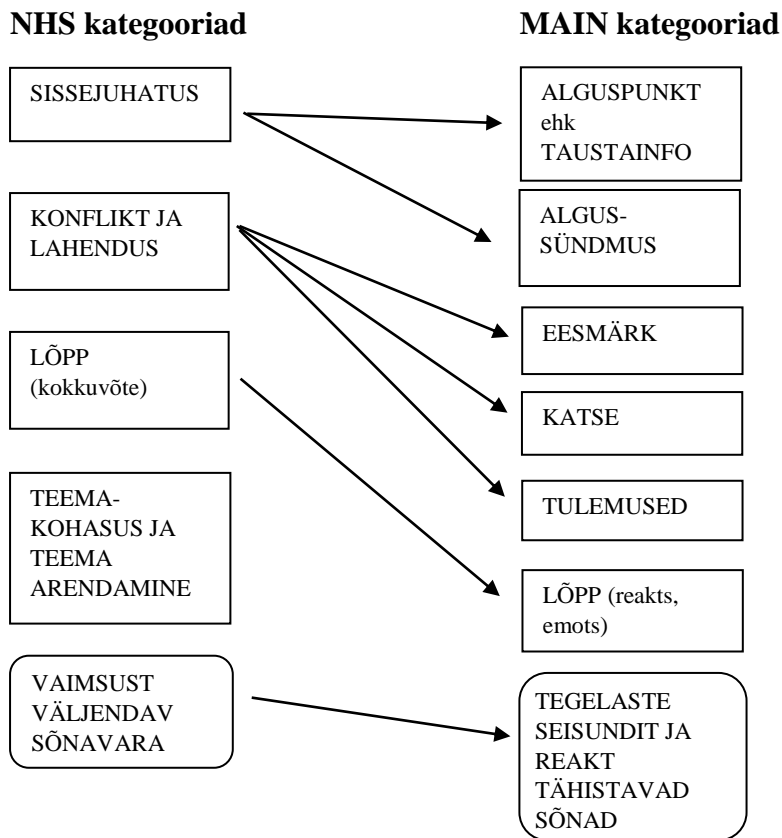 NHS kategooriad
SISSEJUHATUS
KONFLIKT JA
LAHENDUS
LÕPP
(kokkuvõte)
TEEMA-
KOHASUS JA
TEEMA
ARENDAMINE
VAIMSUST
VÄLJENDAV
SÕNAVARA
MAIN kategooriad
ALGUSPUNKT
ehk
TAUSTAINFO
ALGUS-
SÜNDMUS
EESMÄRK
KATSE
TULEMUSED
LÕPP (reakts,
emots)
TEGELASTE
SEISUNDIT JA
REAKT
TÄHISTAVAD
SÕNAD